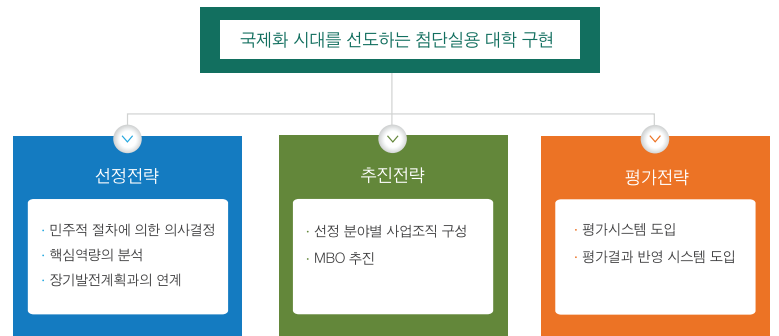 국제화 시대를 선도하는 첨단실용 대학 구현
선정전략
· 민주적 절차에 의한 의사결정
· 핵심역량의 분석
· 장기발전계획과의 연계
추진전략
· 선정 분야별 사업조직 구성
· MBO 추진
평가전략
· 평가시스템 도입
· 평가결과 반영 시스템 도입